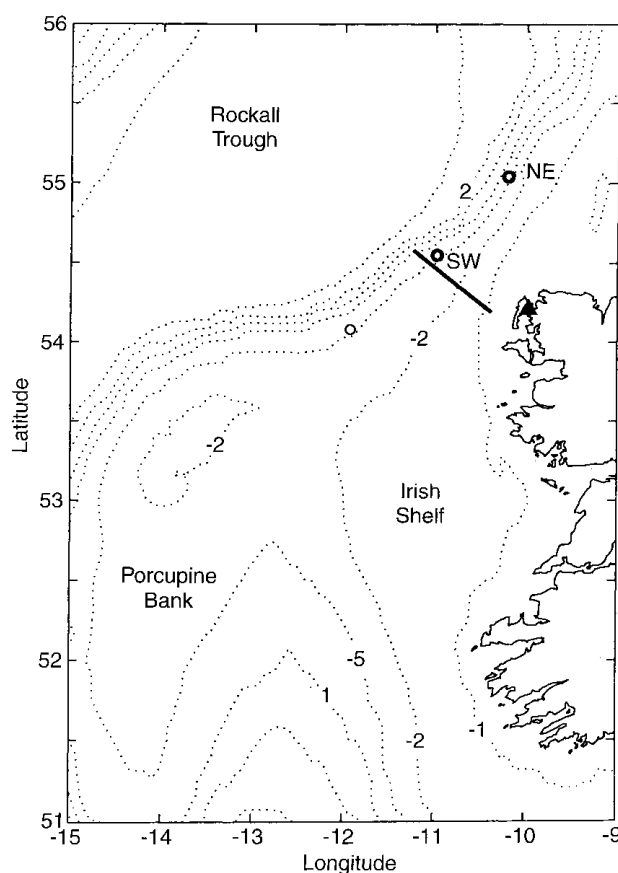 56
Rockall
Trough
55
NE
2
SW
54
-2
-2
Latitude
53
Irish
Shelf
Porcupine
Bank
52
-5
1
-2
-1
51
-15
-14
-13
-12
-11
-10
-9
Longitude